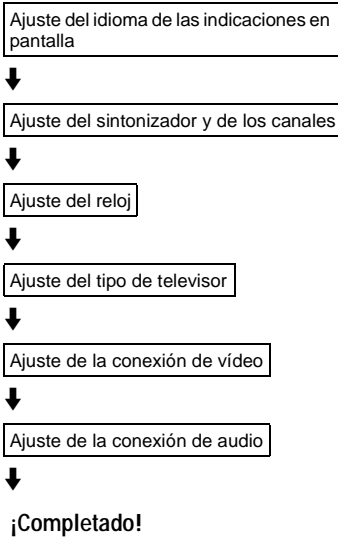 Ajuste del idioma de las indicaciones en
pantalla
Ajuste del sintonizador y de los canales
Ajuste del reloj
Ajuste del tipo de televisor
Ajuste de la conexión de vídeo
Ajuste de la conexión de audio
¡Completado!